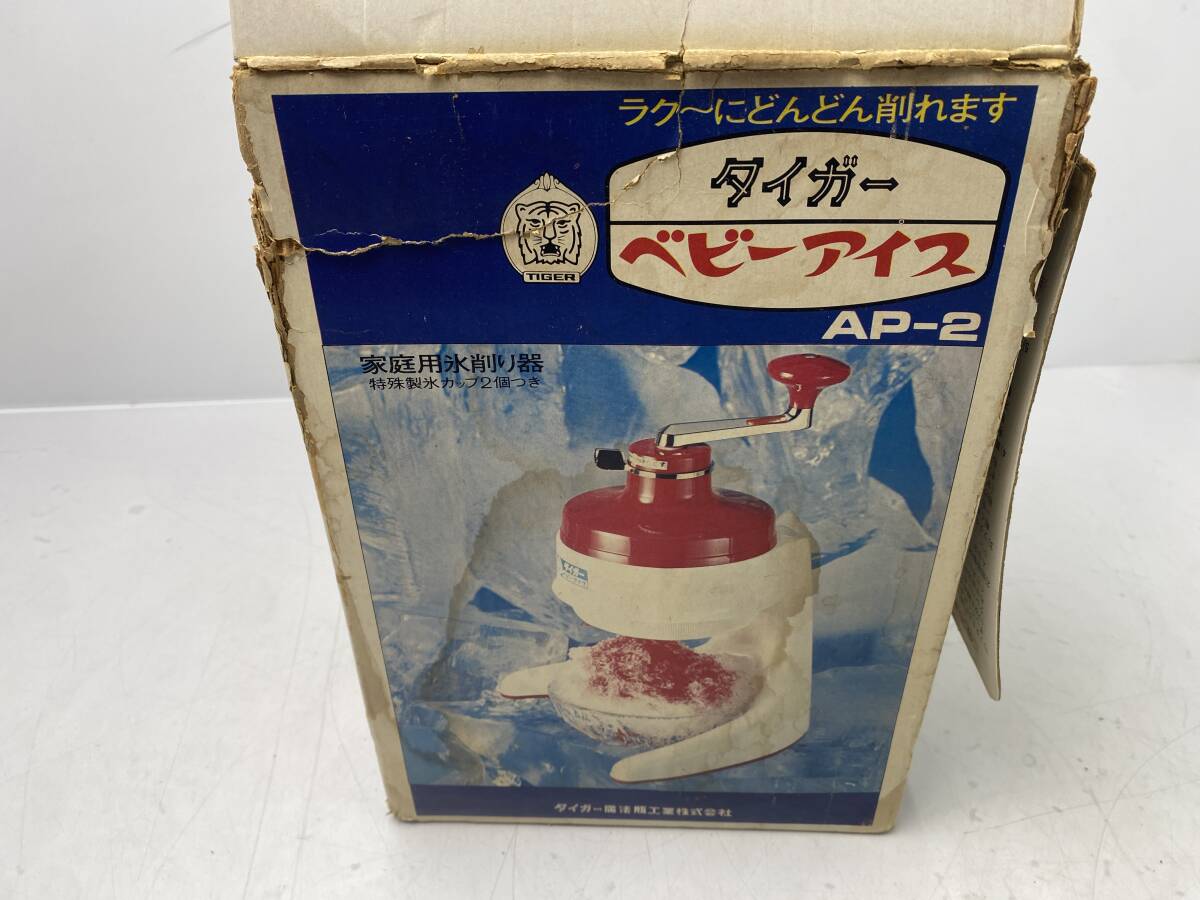 ラク～にどんどん削れます
タイガー
ベビーアイス
TIGER
AP-2
家庭用氷削り器
特殊製氷カップ2個つき
タイガー
タイガー魔法瓶工業株式会社